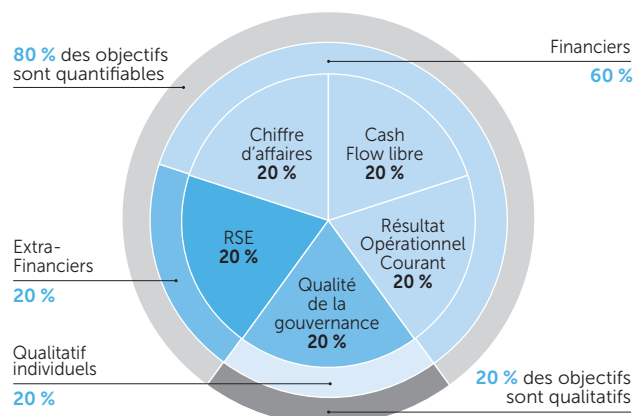 80 % des objectifs
sont quantifiables
Financiers
60 %
Chiffre
d'affaires
20 %
Cash
Flow libre
20 %
RSE
20 %
Résultat
Opérationnel
Courant
20 %
Qualité
de la
gouvernance
20 %
Extra-
Financiers
20 %
Qualitatif
individuels
20 %
20 % des objectifs
sont qualitatifs